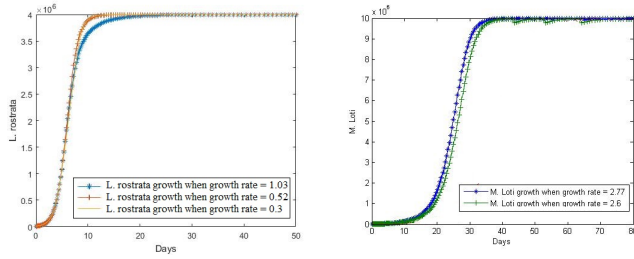 ×10⁶
4
3.5
3
2.5
2
1.5
1
0.5
0
L. rostrata
0 10 20 30 40 50
Days
L. rostrata growth when growth rate = 1.03
L. rostrata growth when growth rate = 0.52
L. rostrata growth when growth rate = 0.3
10
9
8
7
6
5
4
3
2
1
0
M. Loti
0 10 20 30 40 50 60 70 80
Days
M. Loti growth when growth rate = 2.77
M. Loti growth when growth rate = 2.6